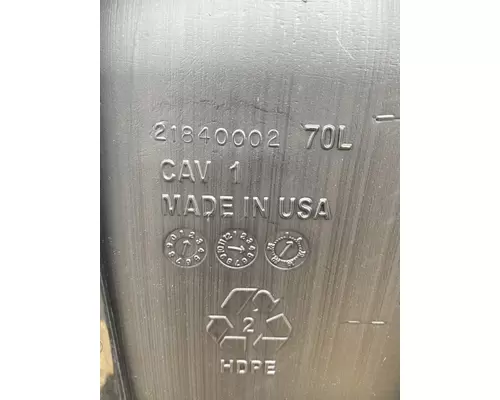 21840002 70L
CAV 1
MADE IN USA
2
HDPE